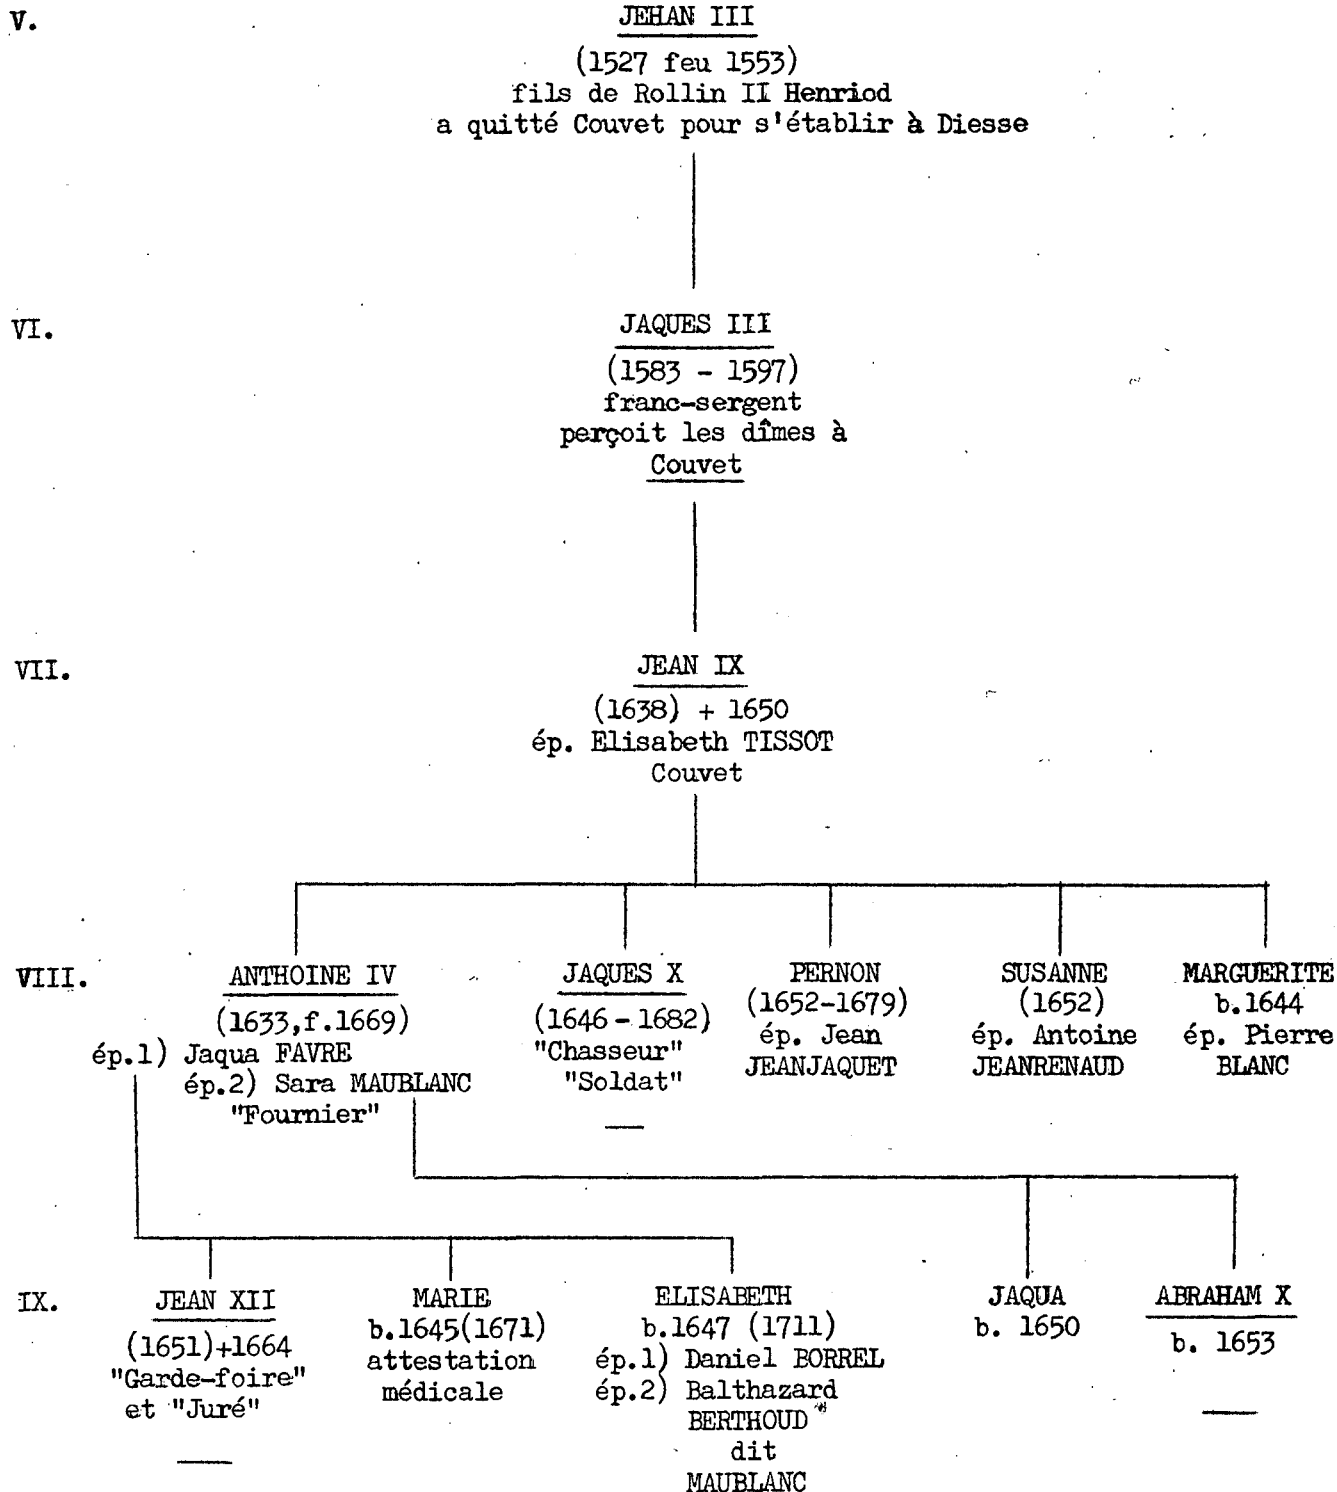 V.
JEHAN III
(1527 feu 1553)
fils de Rollin II Henriod
a quitté Couvet pour s'établir à Diesse
VI.
JAQUES III
(1583 - 1597)
franc-sergent
perçoit les dîmes à
Couvet
VII.
JEAN IX
(1638) + 1650
ép. Elisabeth TISSOT
Couvet
VIII.
ANTHOINE IV
(1633,f.1669)
ép.1) Jaqua FAVRE
ép.2) Sara MAUBLANC
"Fournier"
JAQUES X
(1646 - 1682)
"Chasseur"
"Soldat"
PERNON
(1652-1679)
ép. Jean
JEANJAQUET
SUSANNE
(1652)
ép. Antoine
JEANRENAUD
MARGUERITE
b.1644
ép. Pierre
BLANC
IX.
JEAN XII
(1651)+1664
"Garde-foire"
et "Juré"
MARIE
b.1645(1671)
attestation
médicale
ELISABETH
b.1647 (1711)
ép.1) Daniel BORREL
ép.2) Balthazard
BERTHOUD
dit
MAUBLANC
JAQUA
b. 1650
ABRAHAM X
b. 1653